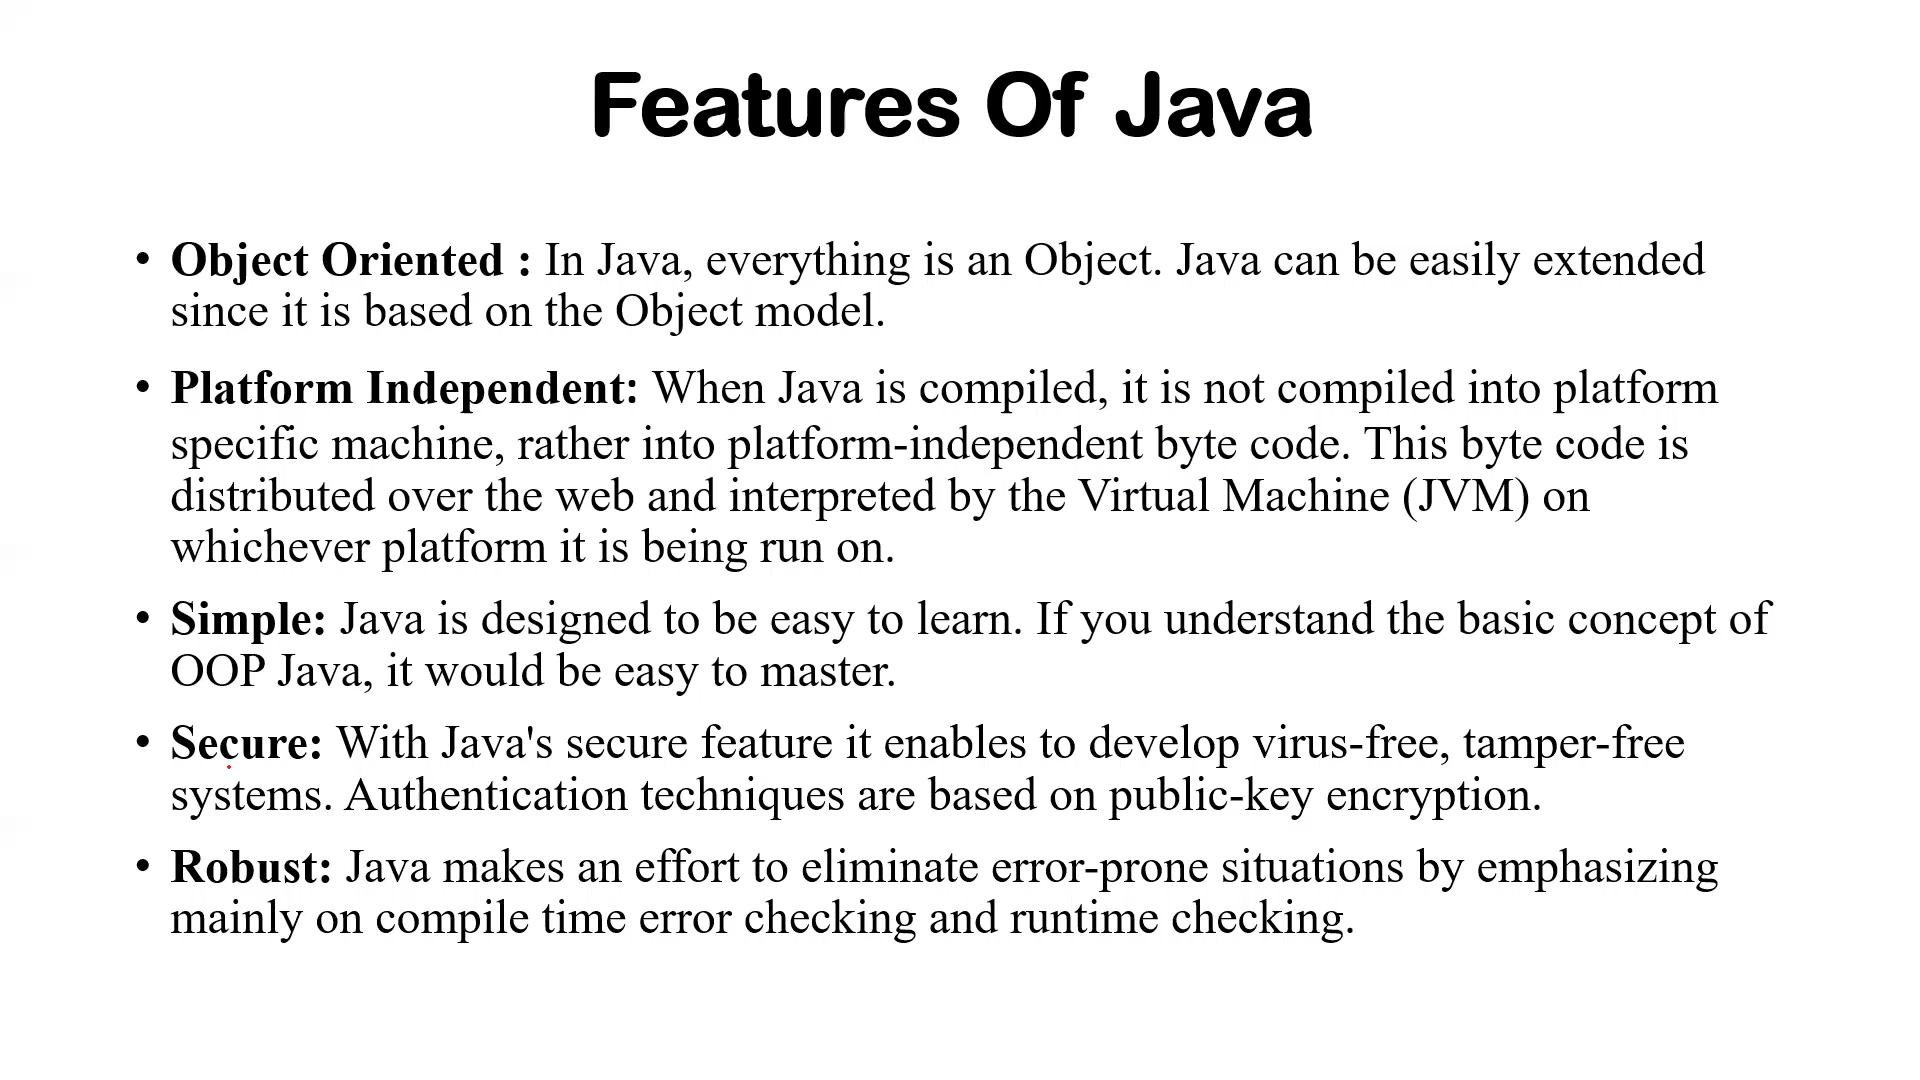 Features Of Java
• Object Oriented : In Java, everything is an Object. Java can be easily extended
since it is based on the Object model.
• Platform Independent: When Java is compiled, it is not compiled into platform
specific machine, rather into platform-independent byte code. This byte code is
distributed over the web and interpreted by the Virtual Machine (JVM) on
whichever platform it is being run on.
• Simple: Java is designed to be easy to learn. If you understand the basic concept of
OOP Java, it would be easy to master.
• Secure: With Java's secure feature it enables to develop virus-free, tamper-free
systems. Authentication techniques are based on public-key encryption.
• Robust: Java makes an effort to eliminate error-prone situations by emphasizing
mainly on compile time error checking and runtime checking.